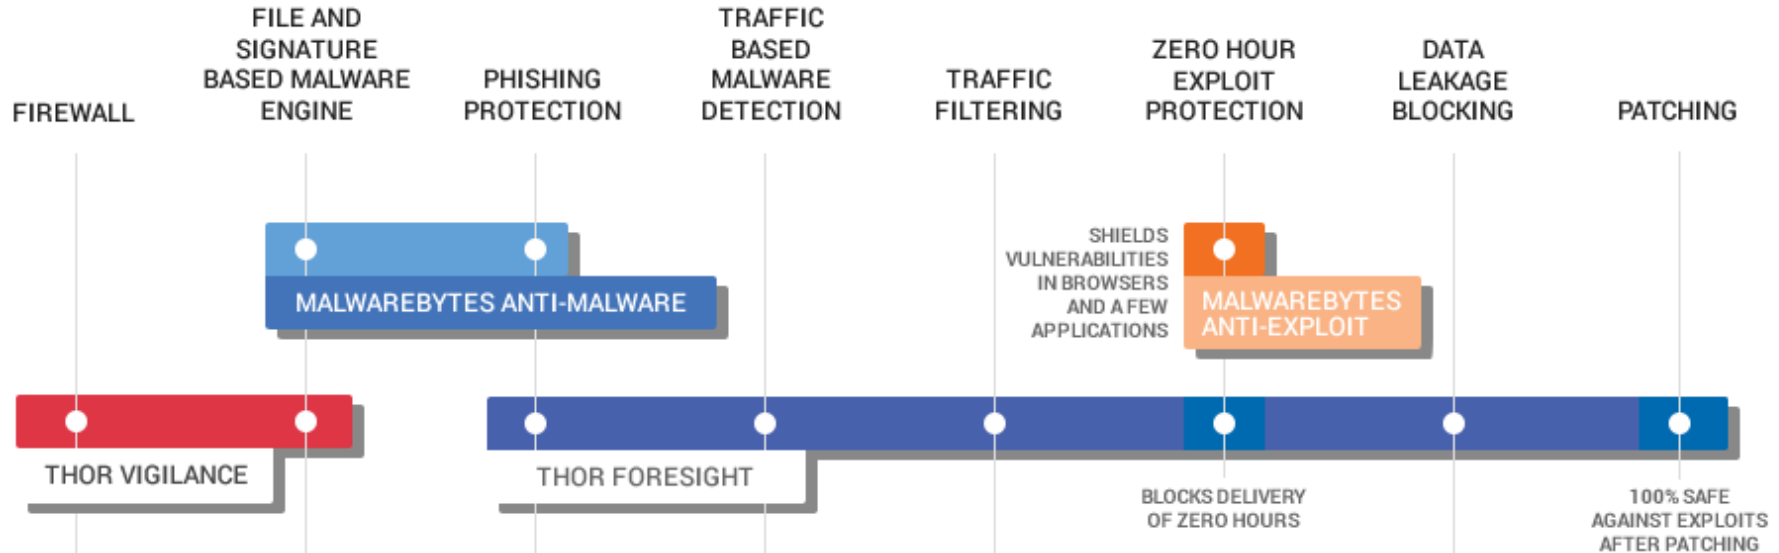 FIREWALL
FILE AND
SIGNATURE
BASED MALWARE
ENGINE
PHISHING
PROTECTION
TRAFFIC
BASED
MALWARE
DETECTION
TRAFFIC
FILTERING
ZERO HOUR
EXPLOIT
PROTECTION
DATA
LEAKAGE
BLOCKING
PATCHING
MALWAREBYTES ANTI-MALWARE
SHIELDS
VULNERABILITIES
IN BROWSERS
AND A FEW
APPLICATIONS
MALWAREBYTES
ANTI-EXPLOIT
THOR VIGILANCE
THOR FORESIGHT
BLOCKS DELIVERY
OF ZERO HOURS
100% SAFE
AGAINST EXPLOITS
AFTER PATCHING